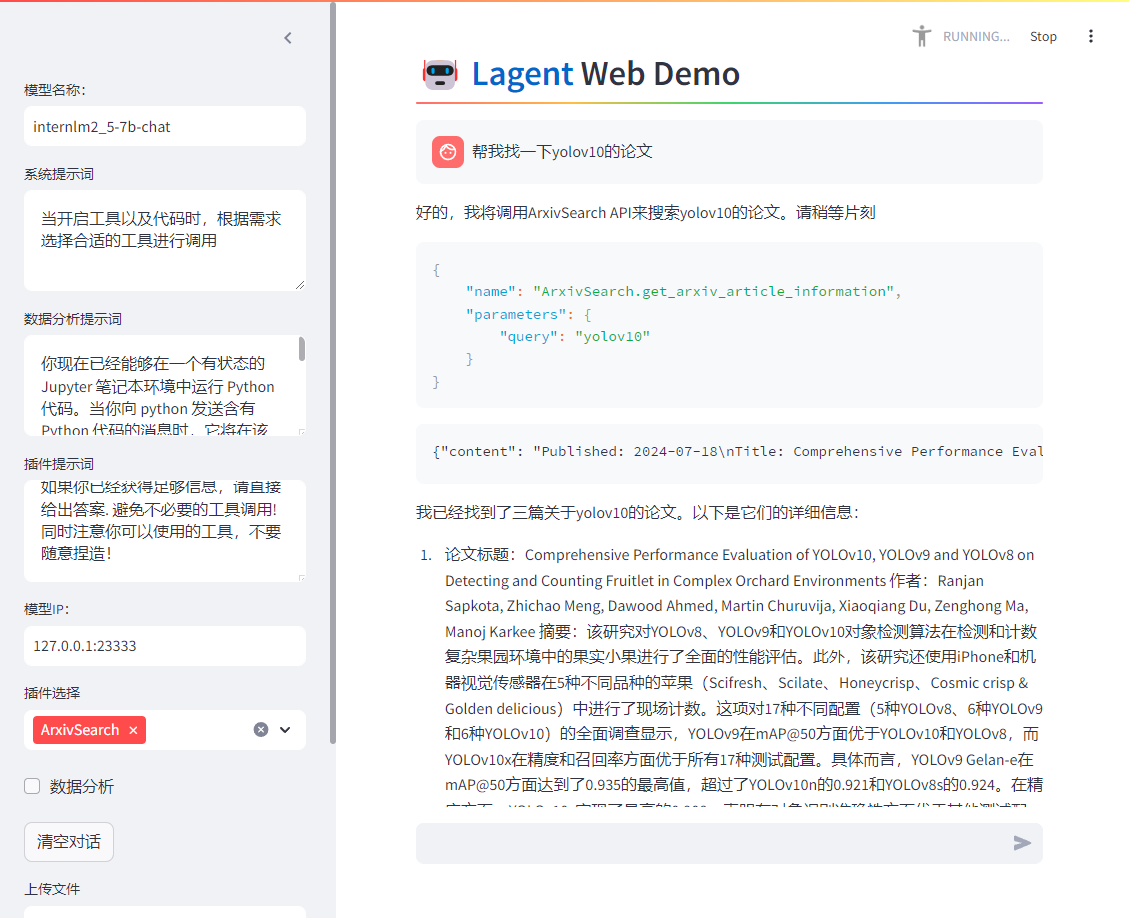 RUNNING...
Stop
Lagent Web Demo
模型名称：
internlm2_5-7b-chat
系统提示词
当开启工具以及代码时，根据需求
选择合适的工具进行调用
数据分析提示词
你现在已经能够在一个有状态的
Jupyter 笔记本环境中运行 Python
代码。当你向 python 发送含有
Python 代码的消息时，它将在该
插件提示词
如果你已经获得足够信息，请直接
给出答案. 避免不必要的工具调用!
同时注意你可以使用的工具，不要
随意捏造！
模型IP：
127.0.0.1:23333
插件选择
ArxivSearch
数据分析
清空对话
上传文件
帮我找一下yolov10的论文
好的，我将调用ArxivSearch API来搜索yolov10的论文。请稍等片刻
{
"name": "ArxivSearch.get_arxiv_article_information",
"parameters": {
"query": "yolov10"
}
}
{"content": "Published: 2024-07-18\nTitle: Comprehensive Performance Eval
我已经找到了三篇关于yolov10的论文。以下是它们的详细信息：
1. 论文标题：Comprehensive Performance Evaluation of YOLOv10, YOLOv9 and YOLOv8 on
Detecting and Counting Fruitlet in Complex Orchard Environments 作者：Ranjan
Sapkota, Zhichao Meng, Dawood Ahmed, Martin Churuvija, Xiaoqiang Du, Zenghong Ma,
Manoj Karkee 摘要：该研究对YOLOv8、YOLOv9和YOLOv10对象检测算法在检测和计数
复杂果园环境中的果实小果进行了全面的性能评估。此外，该研究还使用iPhone和机
器视觉传感器在5种不同品种的苹果（Scifresh、Scilate、Honeycrisp、Cosmic crisp &
Golden delicious）中进行了现场计数。这项对17种不同配置（5种YOLOv8、6种YOLOv9
和6种YOLOv10）的全面调查显示，YOLOv9在mAP@50方面优于YOLOv10和YOLOv8，而
YOLOv10x在精度和召回率方面优于所有17种测试配置。具体而言，YOLOv9 Gelan-e在
mAP@50方面达到了0.935的最高值，超过了YOLOv10n的0.921和YOLOv8s的0.924。在精